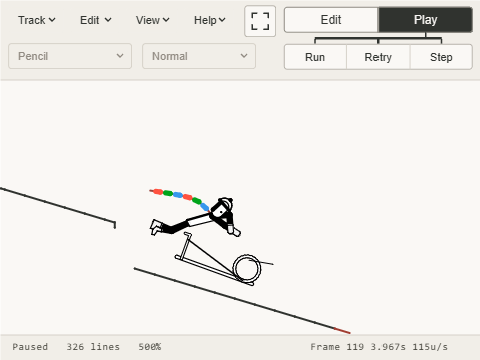 Track Edit View Help Edit Play
Pencil Normal Run Retry Step
Paused 326 lines 500% Frame 119 3.967s 115u/s